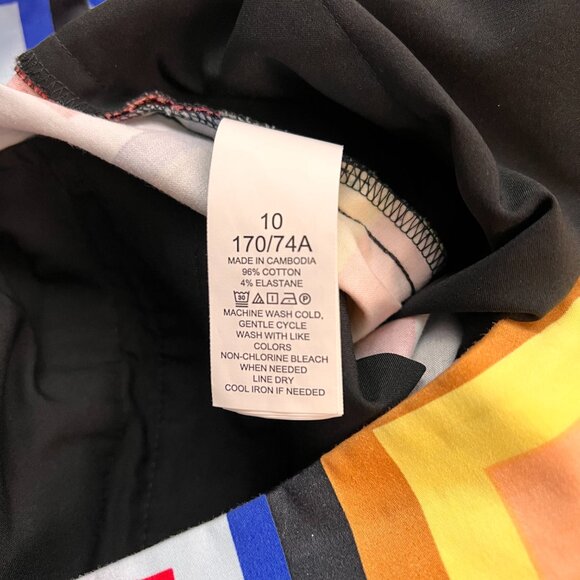 10
170/74A
MADE IN CAMBODIA
96% COTTON
4% ELASTANE
30
P
MACHINE WASH COLD,
GENTLE CYCLE
WASH WITH LIKE
COLORS
NON-CHLORINE BLEACH
WHEN NEEDED
LINE DRY
COOL IRON IF NEEDED